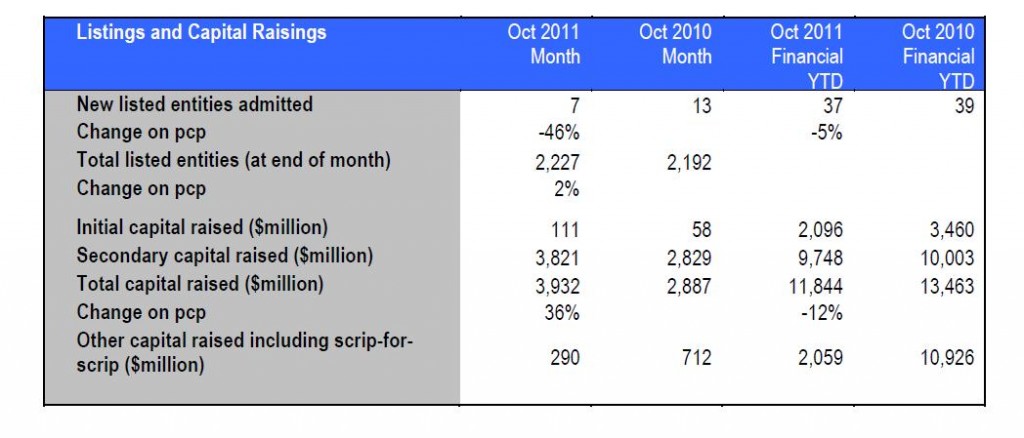 Listings and Capital Raisings Oct 2011 Oct 2010 Oct 2011 Oct 2010
Month Month Financial Financial
YTD YTD
New listed entities admitted 7 13 37 39
Change on pcp -46% -5%
Total listed entities (at end of month) 2,227 2,192
Change on pcp 2%
Initial capital raised ($million) 111 58 2,096 3,460
Secondary capital raised ($million) 3,821 2,829 9,748 10,003
Total capital raised ($million) 3,932 2,887 11,844 13,463
Change on pcp 36% -12%
Other capital raised including scrip-for-
scrip ($million) 290 712 2,059 10,926